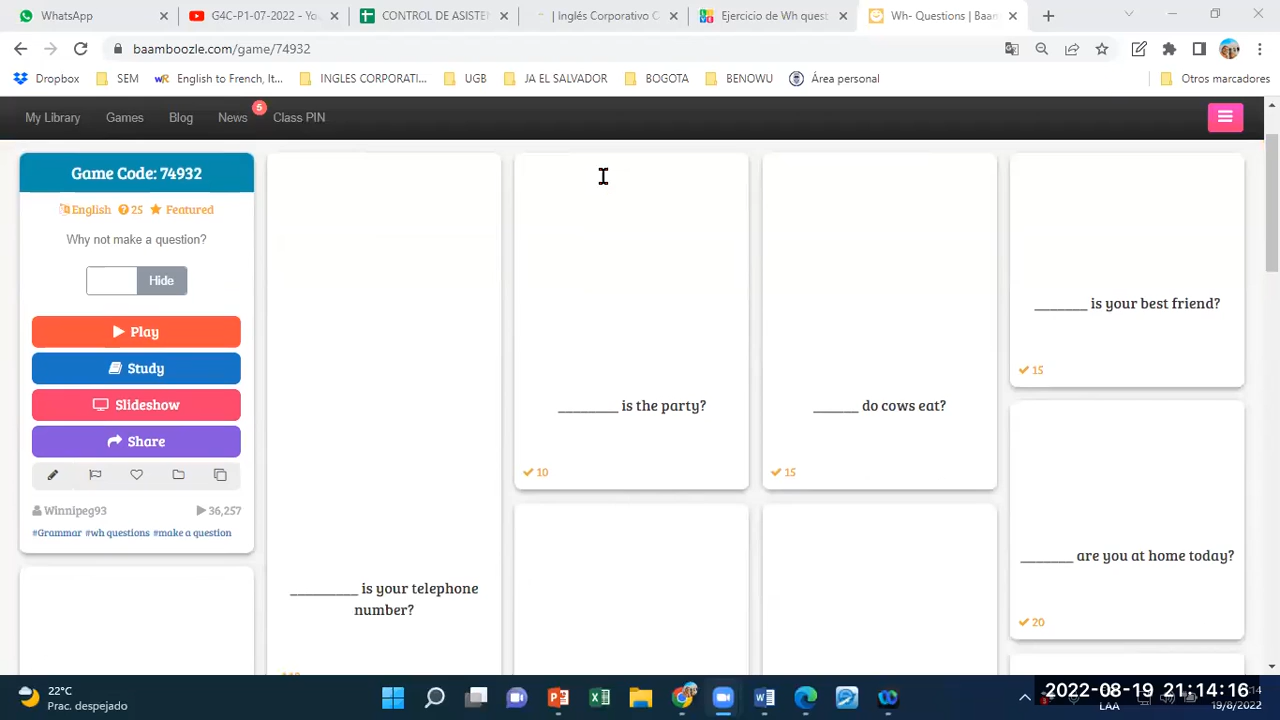 WhatsApp
G4C-P1-07-2022 - Yo
CONTROL DE ASISTE
| Inglés Corporativo C
Ejercicio de Wh quest
Wh- Questions | Baam
baamboozle.com/game/74932
Dropbox
SEM
English to French, It...
INGLES CORPORATI...
UGB
JA EL SALVADOR
BOGOTA
BENOWU
Área personal
Otros marcadores
My Library
Games
Blog
News
5
Class PIN
Game Code: 74932
English
25
Featured
Why not make a question?
Hide
Play
Study
Slideshow
Share
Winnipeg93
36,257
#Grammar #wh questions #make a question
_________ is your telephone
number?
________ is the party?
10
______ do cows eat?
15
_______ is your best friend?
15
_______ are you at home today?
20
22°C
Prac. despejado
LAA
2022-08-19 21:14:16
19/8/2022